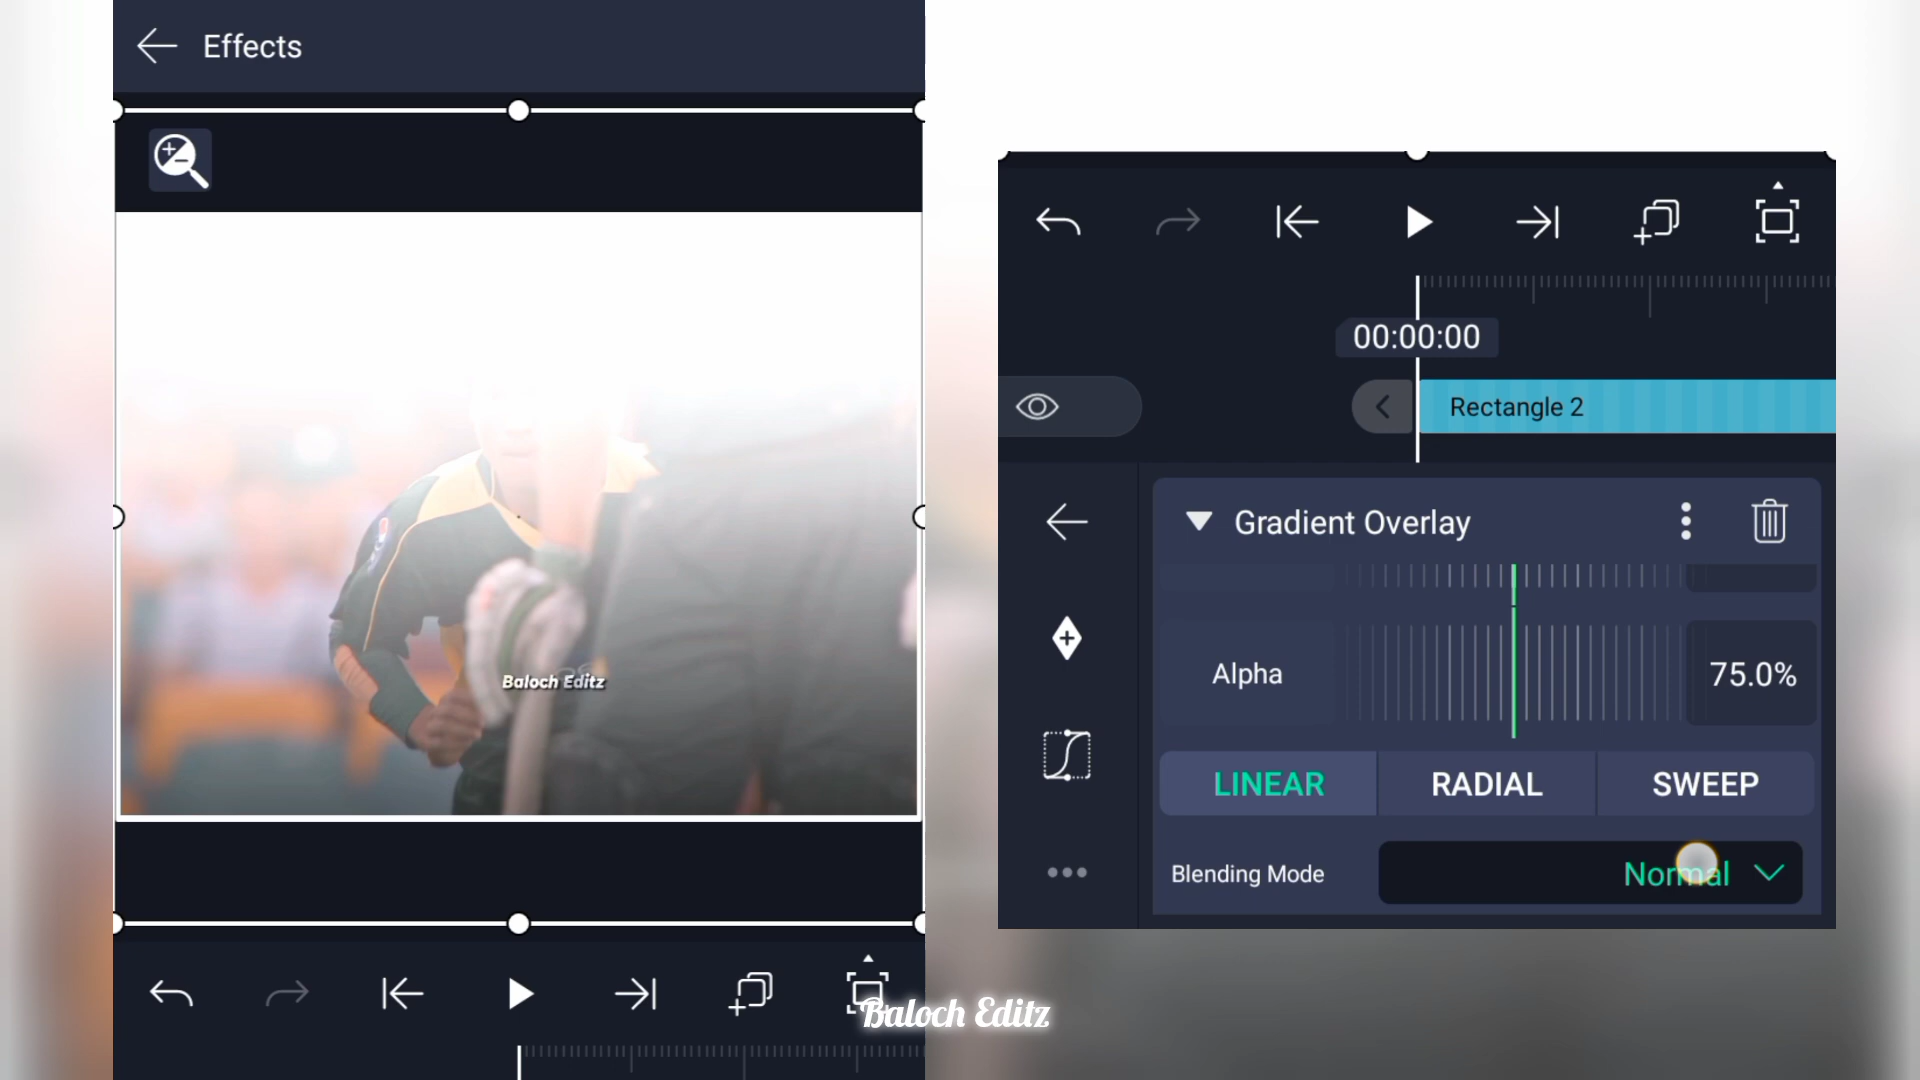 Effects
Baloch Editz
00:00:00
Rectangle 2
Gradient Overlay
Alpha
75.0%
LINEAR
RADIAL
SWEEP
Blending Mode
Normal
Baloch Editz